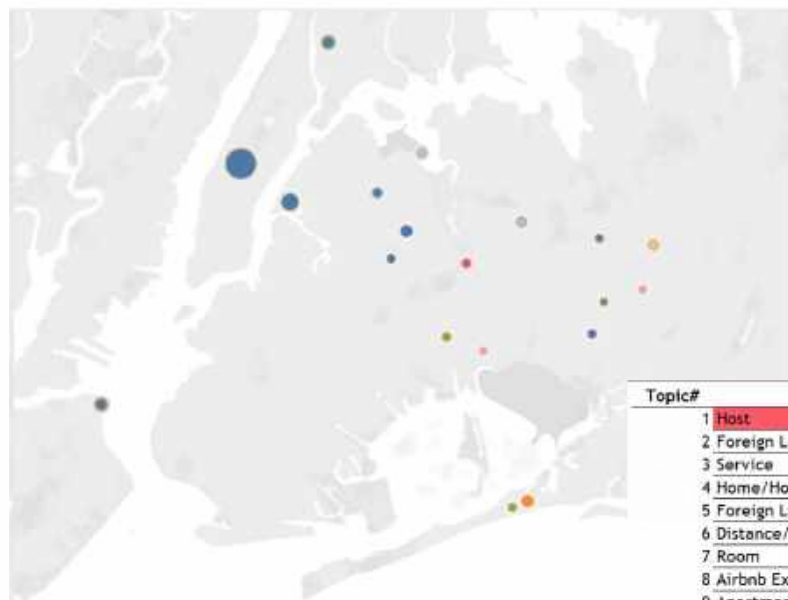 Topic#
1 Host
2 Foreign L
3 Service
4 Home/Ho
5 Foreign L
6 Distance/
7 Room
8 Airbnb Ex